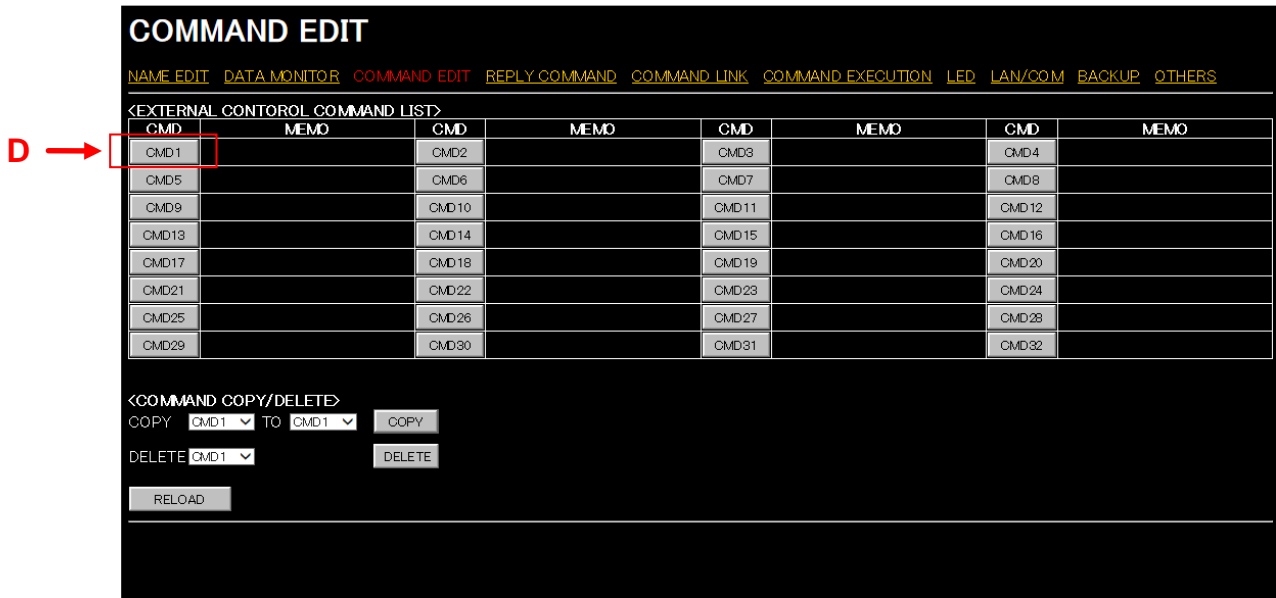 COMMAND EDIT
NAME EDIT DATA MONITOR COMMAND EDIT REPLY COMMAND COMMAND LINK COMMAND EXECUTION LED LAN/COM BACKUP OTHERS
<EXTERNAL CONTOROL COMMAND LIST>
CMD MEMO CMD MEMO CMD MEMO CMD MEMO
D CMD1 CMD2 CMD3 CMD4
CMD5 CMD6 CMD7 CMD8
CMD9 CMD10 CMD11 CMD12
CMD13 CMD14 CMD15 CMD16
CMD17 CMD18 CMD19 CMD20
CMD21 CMD22 CMD23 CMD24
CMD25 CMD26 CMD27 CMD28
CMD29 CMD30 CMD31 CMD32
<COMMAND COPY/DELETE>
COPY CMD1 TO CMD1 COPY
DELETE CMD1 DELETE
RELOAD